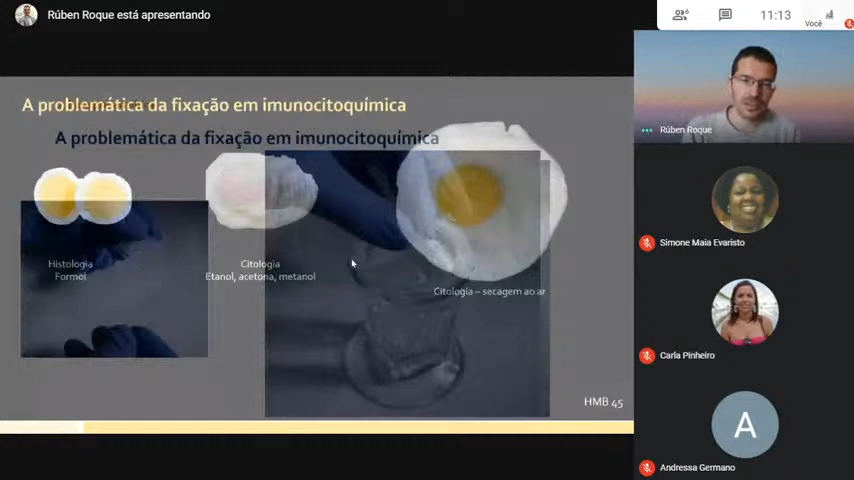 Rúben Roque está apresentando
6
11:13
Você
A problemática da fixação em imunocitoquímica
A problemática da fixação em imunocitoquímica
Histologia
Formol
Citologia
Etanol, acetona, metanol
Citologia – secagem ao ar
HMB 45
Rúben Roque
Simone Maia Evaristo
Carla Pinheiro
A
Andressa Germano